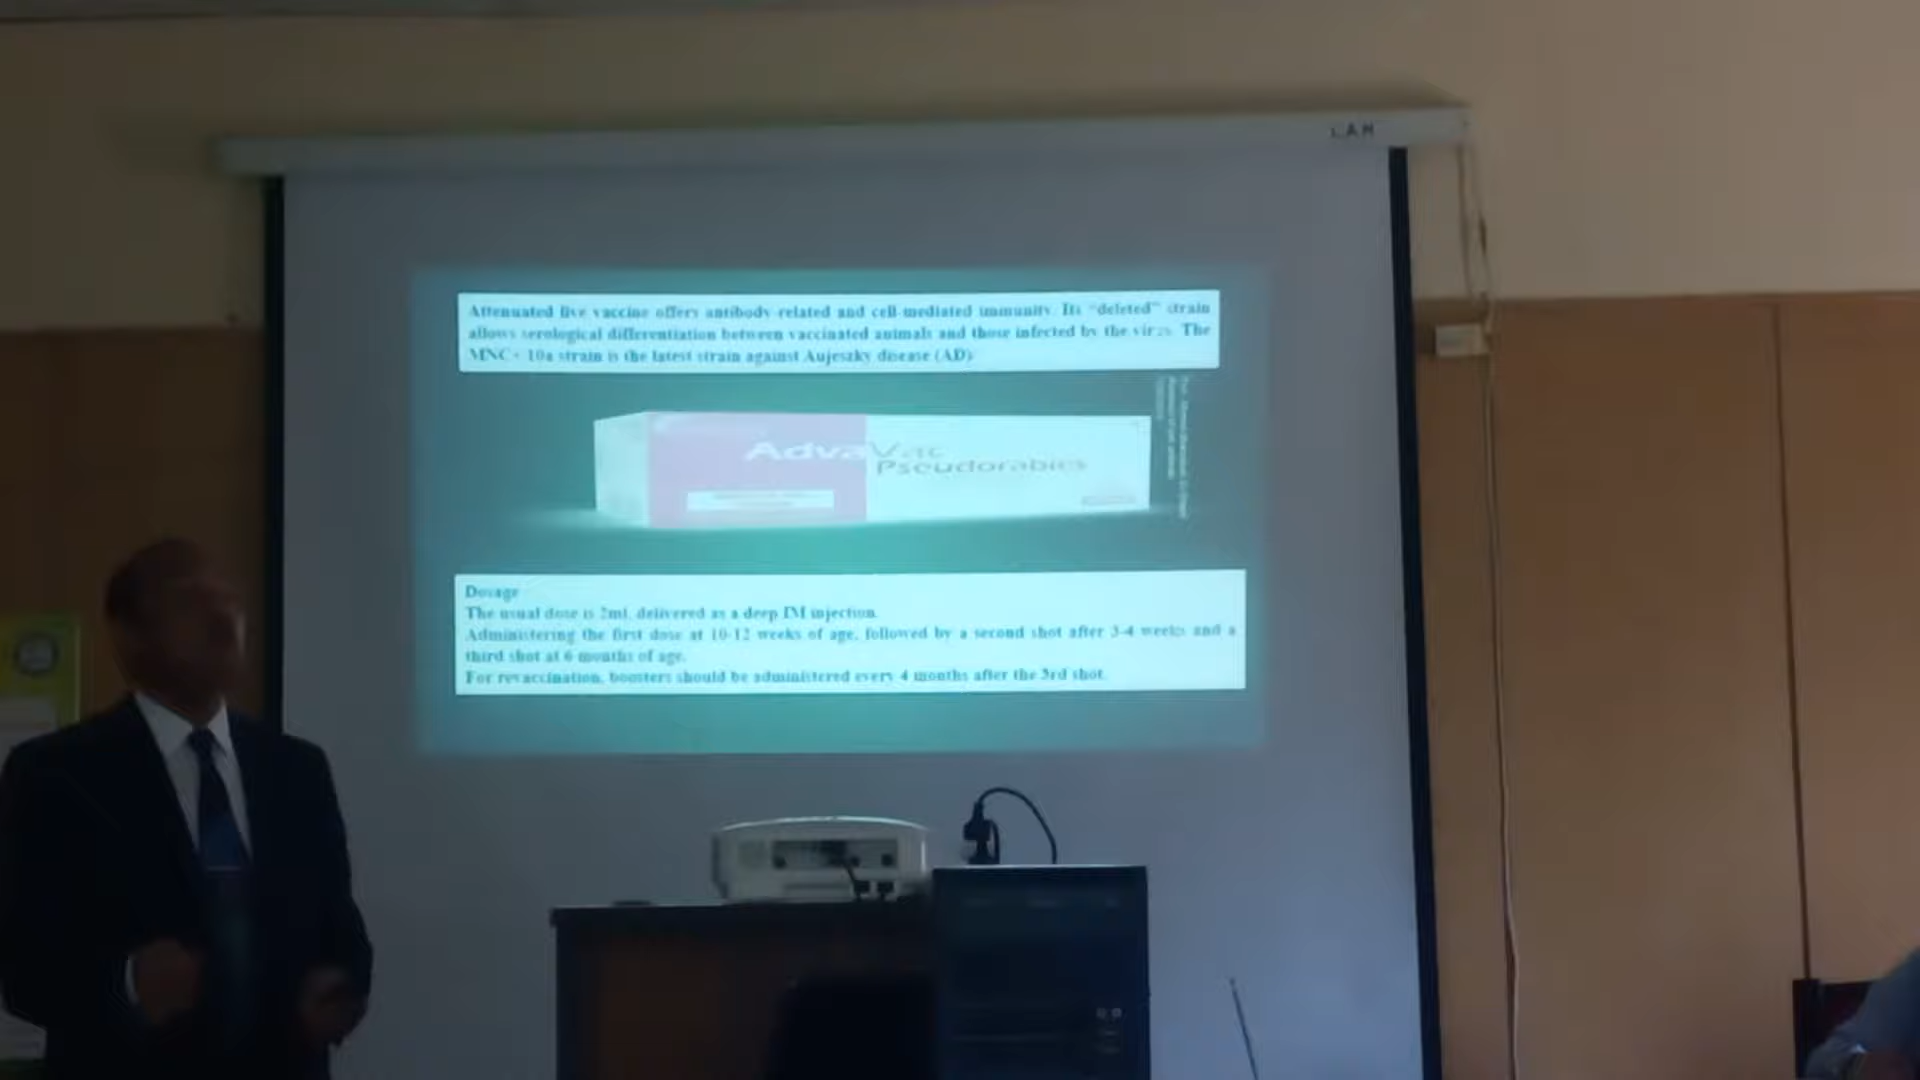 LAM
Attenuated live vaccine offers antibody-related and cell-mediated immunity. Its "deleted" strain
allows serological differentiation between vaccinated animals and those infected by the virus. The
10a strain is the latest strain against Aujeszky disease (AD)
AdvaVac
Pseudorabies
Dosage
The usual dose is 2ml, delivered as a deep IM injection.
Administering the first dose at 10-12 weeks of age, followed by a second shot after 3-4 weeks and a
third shot at 6 months of age.
For revaccination, boosters should be administered every 4 months after the 3rd shot.